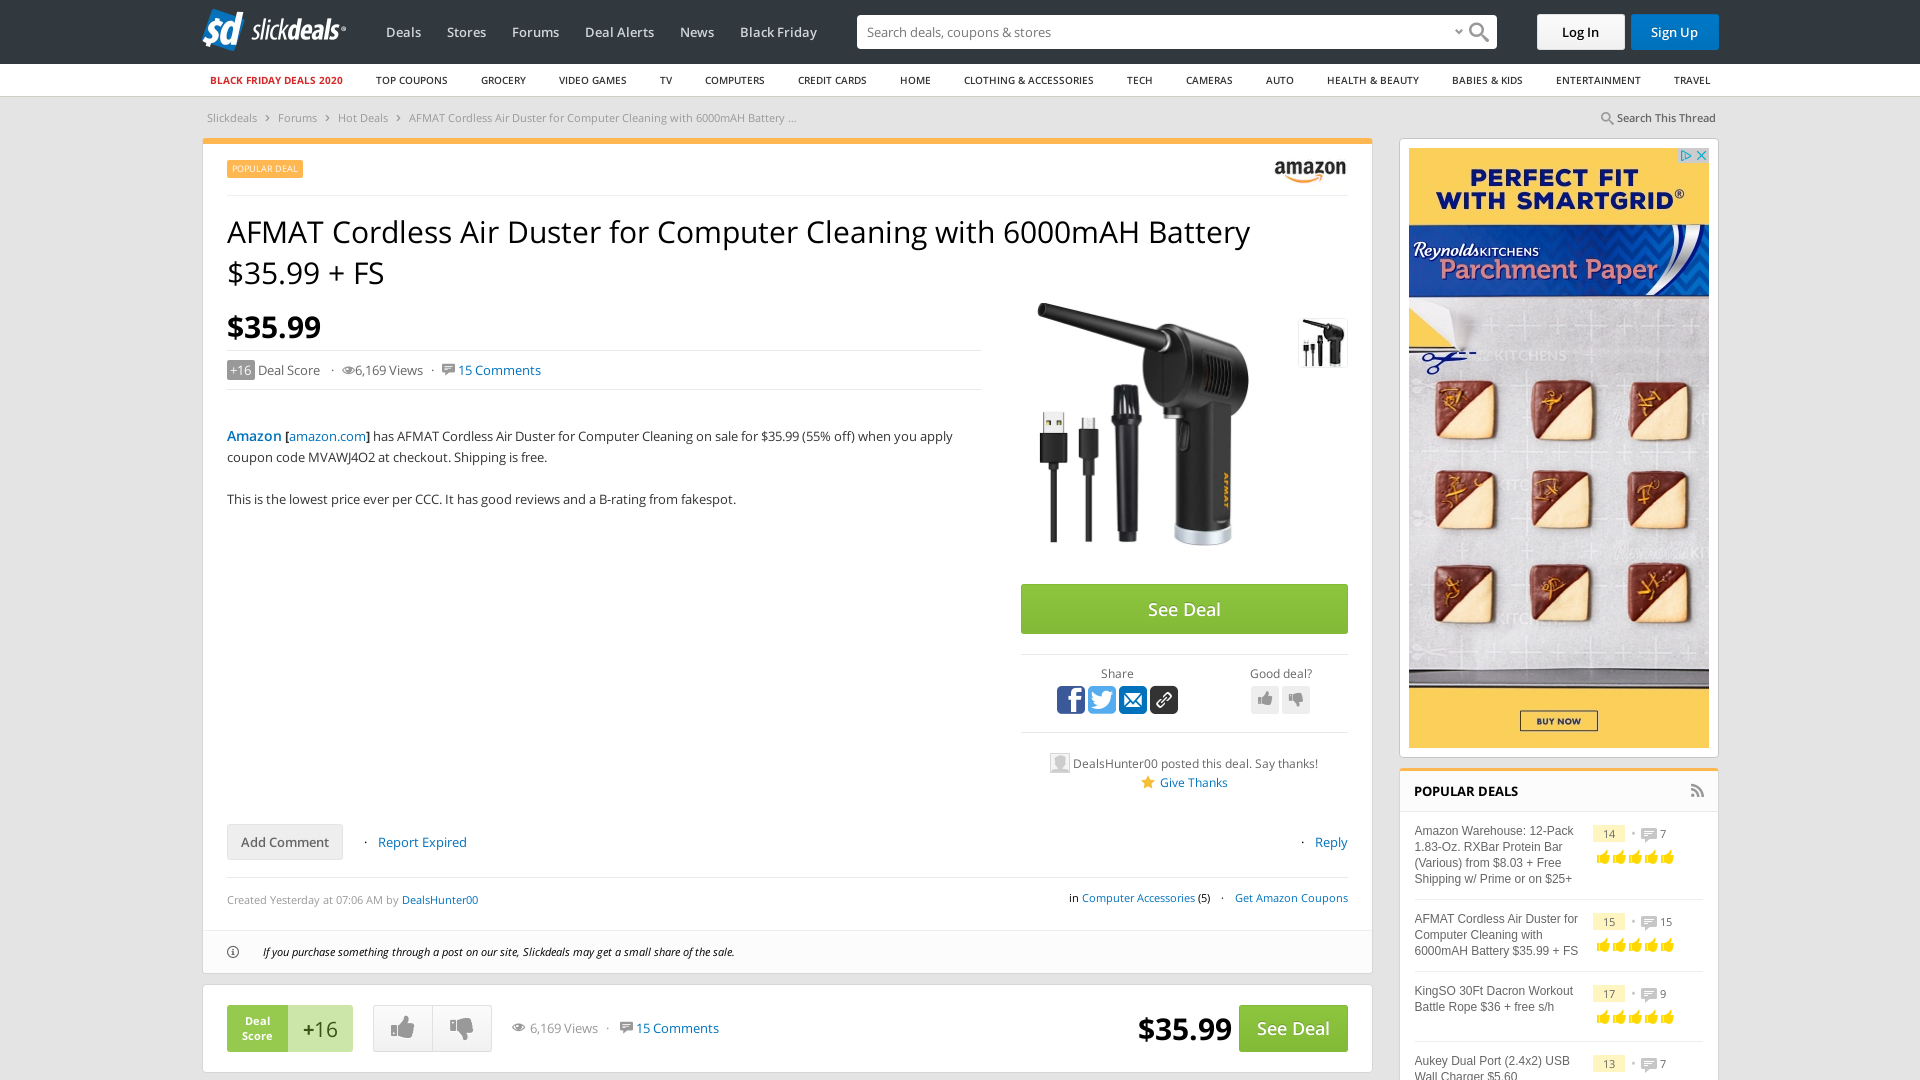 sd slickdeals®
Deals Stores Forums Deal Alerts News Black Friday
Search deals, coupons & stores
Log In
Sign Up
BLACK FRIDAY DEALS 2020 TOP COUPONS GROCERY VIDEO GAMES TV COMPUTERS CREDIT CARDS HOME CLOTHING & ACCESSORIES TECH CAMERAS AUTO HEALTH & BEAUTY BABIES & KIDS ENTERTAINMENT TRAVEL
Slickdeals › Forums › Hot Deals › AFMAT Cordless Air Duster for Computer Cleaning with 6000mAH Battery ...
Search This Thread
POPULAR DEAL
amazon
AFMAT Cordless Air Duster for Computer Cleaning with 6000mAH Battery
$35.99 + FS
$35.99
+16 Deal Score · 6,169 Views · 15 Comments
Amazon [amazon.com] has AFMAT Cordless Air Duster for Computer Cleaning on sale for $35.99 (55% off) when you apply
coupon code MVAWJ4O2 at checkout. Shipping is free.
This is the lowest price ever per CCC. It has good reviews and a B-rating from fakespot.
AFMAT
See Deal
Share
Good deal?
DealsHunter00 posted this deal. Say thanks!
Give Thanks
Add Comment · Report Expired
· Reply
Created Yesterday at 07:06 AM by DealsHunter00
in Computer Accessories (5) · Get Amazon Coupons
If you purchase something through a post on our site, Slickdeals may get a small share of the sale.
Deal
Score
+16
6,169 Views · 15 Comments
$35.99
See Deal
PERFECT FIT
WITH SMARTGRID®
Reynolds KITCHENS
Parchment Paper
KITCHENS
BUY NOW
POPULAR DEALS
Amazon Warehouse: 12-Pack
1.83-Oz. RXBar Protein Bar
(Various) from $8.03 + Free
Shipping w/ Prime or on $25+
14 · 7
AFMAT Cordless Air Duster for
Computer Cleaning with
6000mAH Battery $35.99 + FS
15 · 15
KingSO 30Ft Dacron Workout
Battle Rope $36 + free s/h
17 · 9
Aukey Dual Port (2.4x2) USB
Wall Charger $5.60
13 · 7